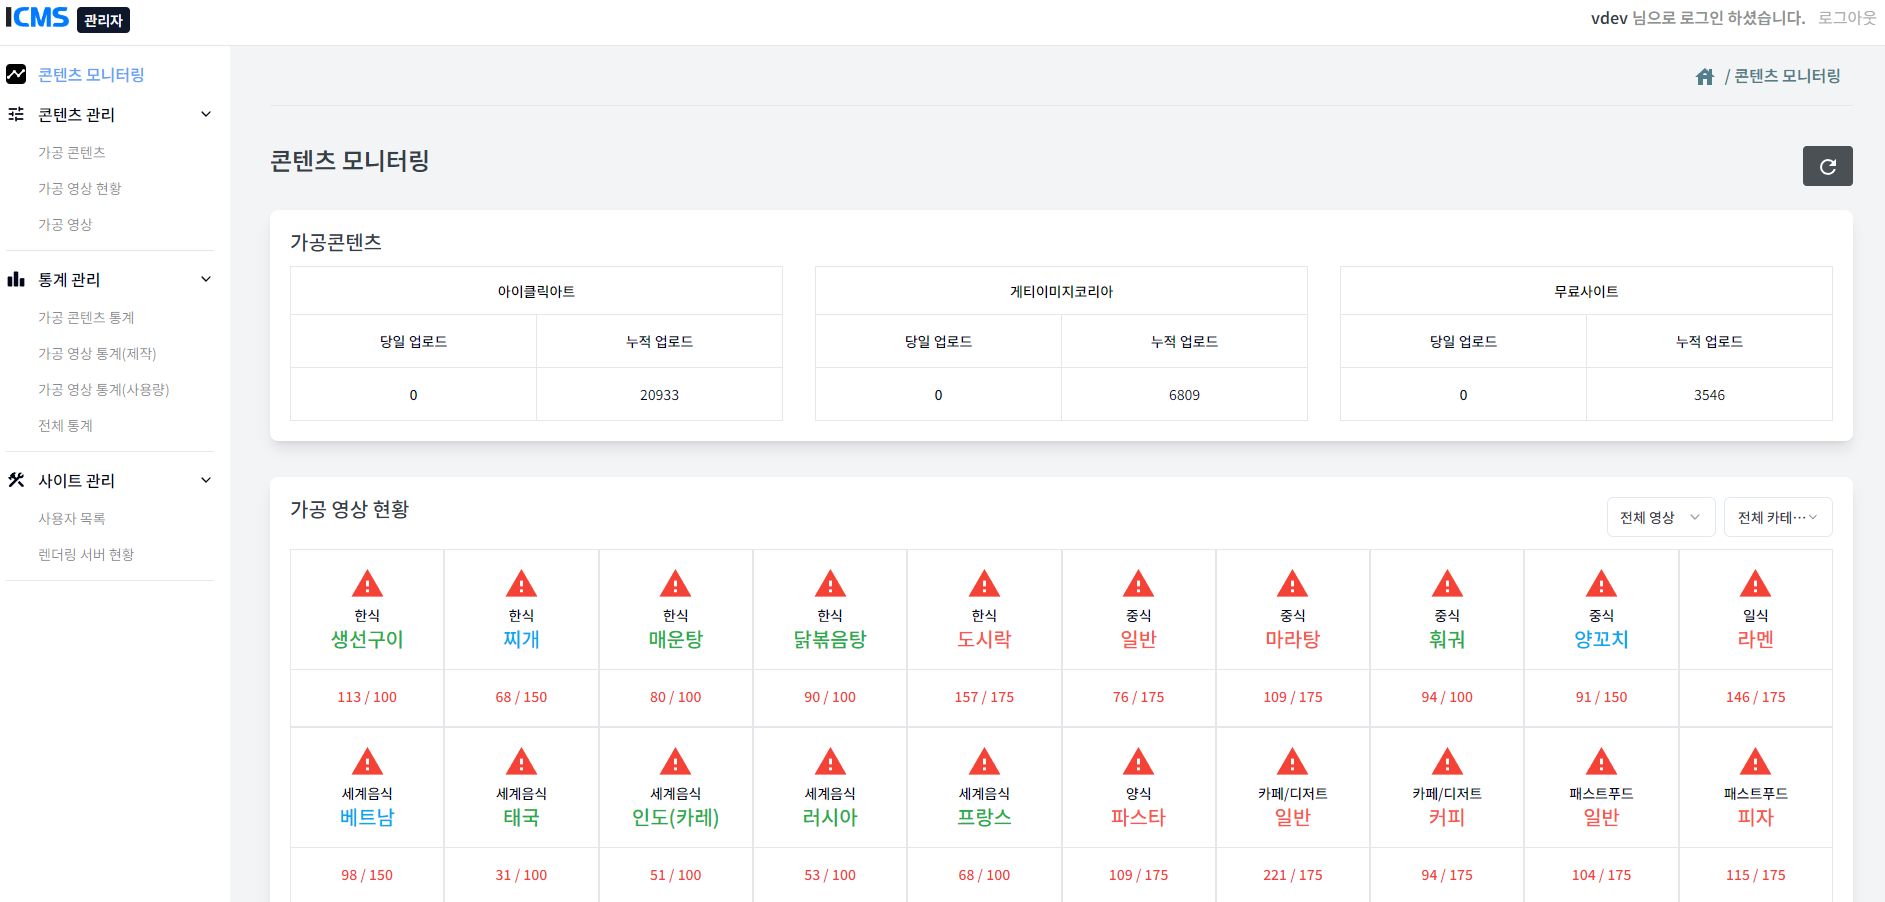 ICMS 관리자
vdev 님으로 로그인 하셨습니다. 로그아웃
콘텐츠 모니터링
콘텐츠 관리
가공 콘텐츠
가공 영상 현황
가공 영상
통계 관리
가공 콘텐츠 통계
가공 영상 통계(제작)
가공 영상 통계(사용량)
전체 통계
사이트 관리
사용자 목록
렌더링 서버 현황
/ 콘텐츠 모니터링
콘텐츠 모니터링
가공콘텐츠
아이클릭아트 게티이미지코리아 무료사이트
당일 업로드 누적 업로드 당일 업로드 누적 업로드 당일 업로드 누적 업로드
0 20933 0 6809 0 3546
가공 영상 현황
전체 영상 전체 카테···
한식 한식 한식 한식 한식 중식 중식 중식 중식 일식
생선구이 찌개 매운탕 닭볶음탕 도시락 일반 마라탕 훠궈 양꼬치 라멘
113 / 100 68 / 150 80 / 100 90 / 100 157 / 175 76 / 175 109 / 175 94 / 100 91 / 150 146 / 175
세계음식 세계음식 세계음식 세계음식 세계음식 양식 카페/디저트 카페/디저트 패스트푸드 패스트푸드
베트남 태국 인도(카레) 러시아 프랑스 파스타 일반 커피 일반 피자
98 / 150 31 / 100 51 / 100 53 / 100 68 / 100 109 / 175 221 / 175 94 / 175 104 / 175 115 / 175